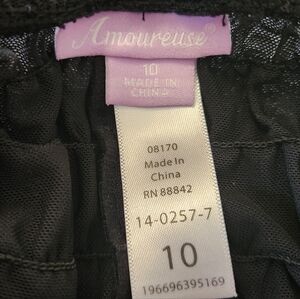 Amoureuse
10
MADE IN
CHINA
08170
Made In
China
RN 88842
14-0257-7
10
196696395169